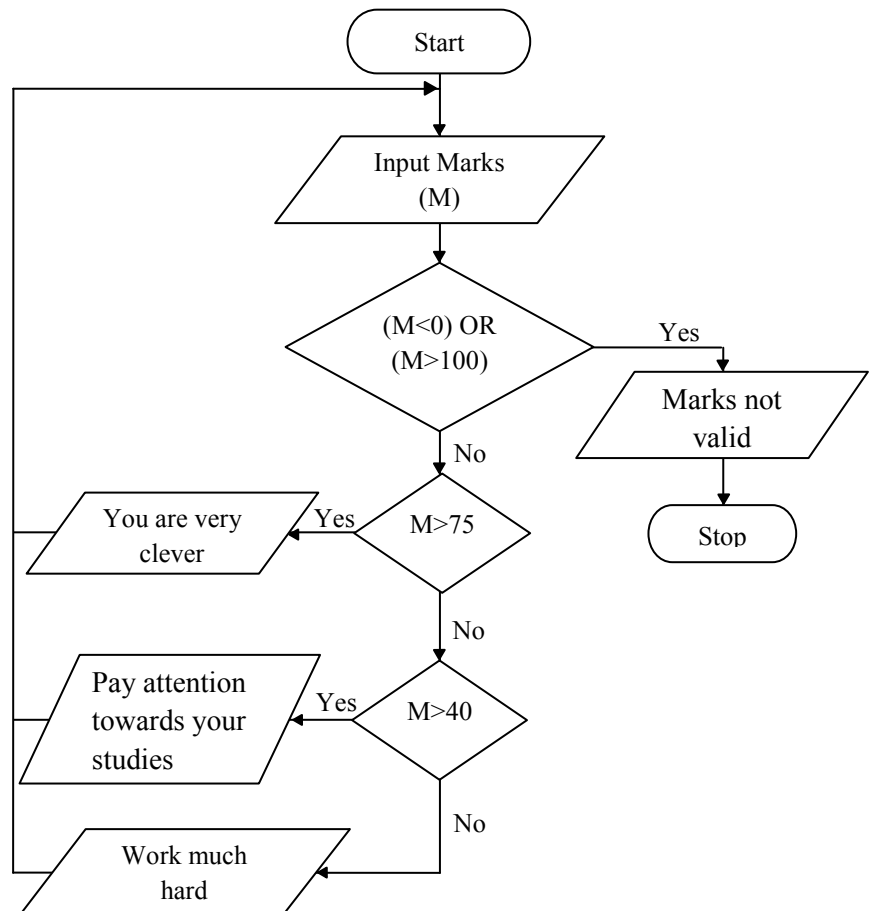 Start
Input Marks
(M)
(M<0) OR
(M>100)
Yes
Marks not
valid
No
Stop
M>75
Yes
You are very
clever
No
M>40
Yes
Pay attention
towards your
studies
No
Work much
hard